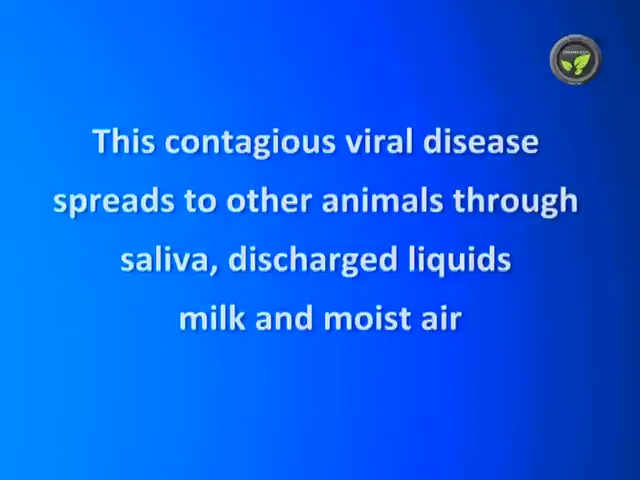 This contagious viral disease
spreads to other animals through
saliva, discharged liquids
milk and moist air